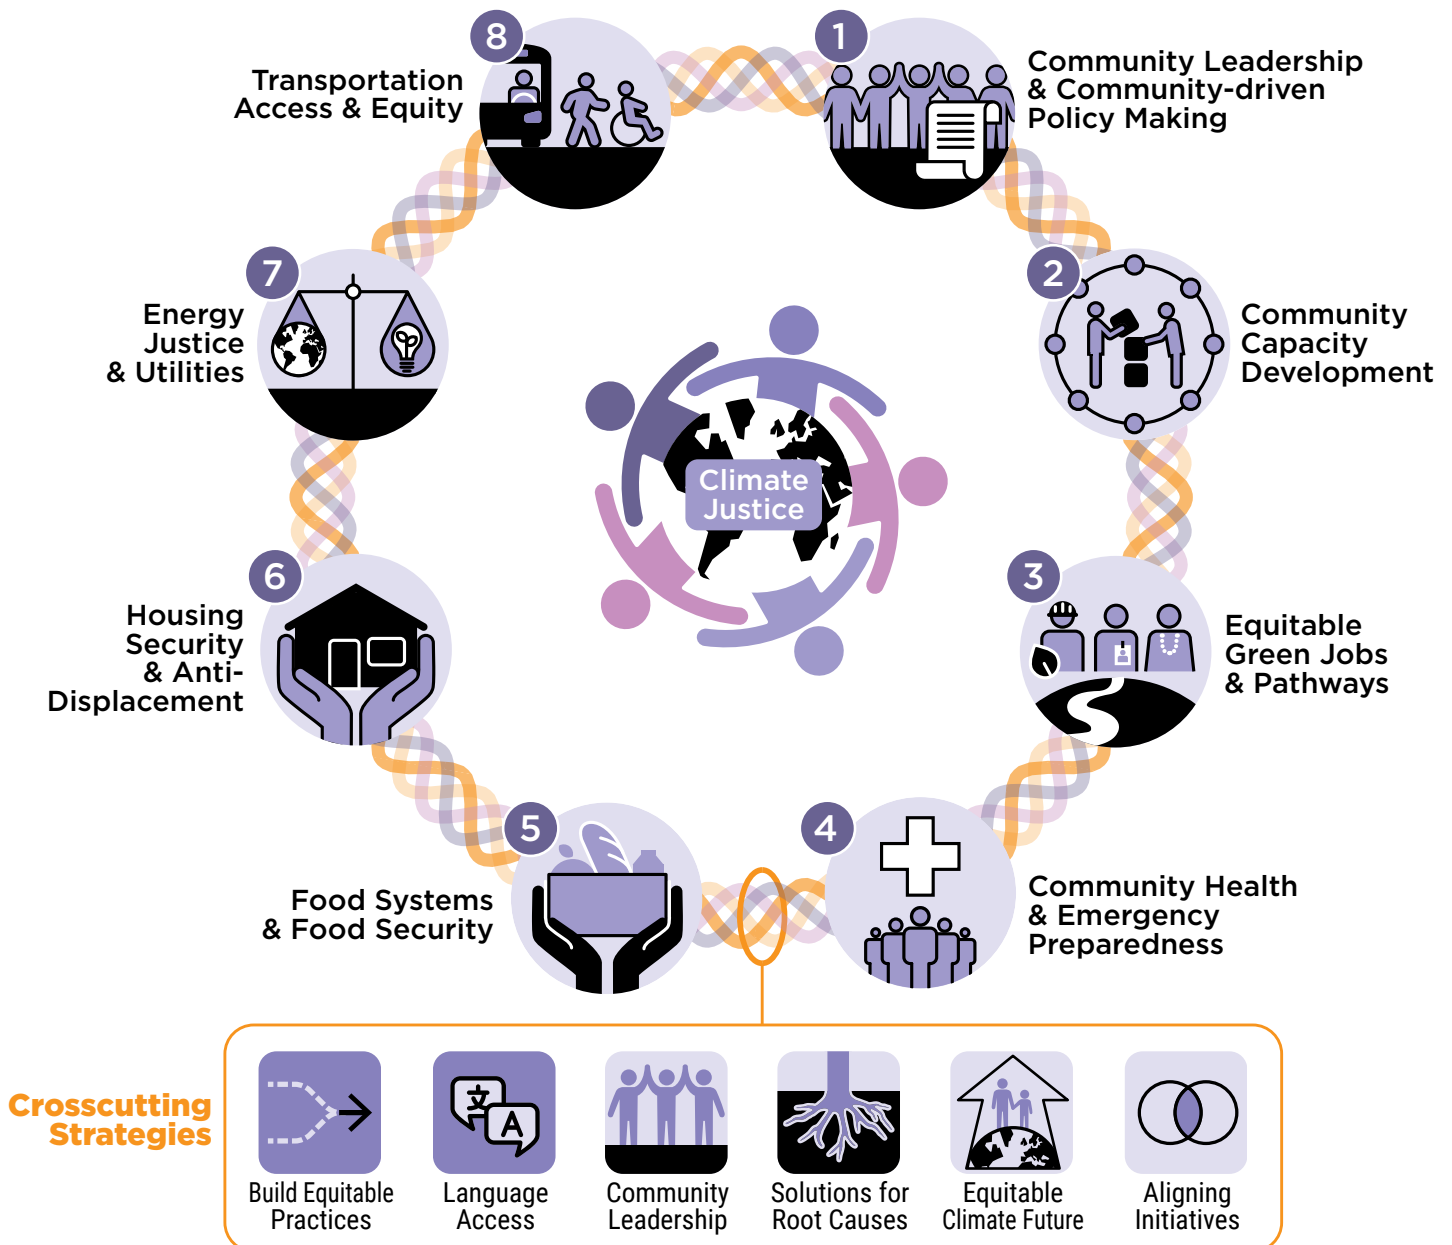 1
Community Leadership
& Community-driven
Policy Making
2
Community
Capacity
Development
3
Equitable
Green Jobs
& Pathways
4
Community Health
& Emergency
Preparedness
5
Food Systems
& Food Security
6
Housing
Security
& Anti-
Displacement
7
Energy
Justice
& Utilities
8
Transportation
Access & Equity
Climate
Justice
Crosscutting
Strategies
Build Equitable
Practices
文
A
Language
Access
Community
Leadership
Solutions for
Root Causes
Equitable
Climate Future
Aligning
Initiatives